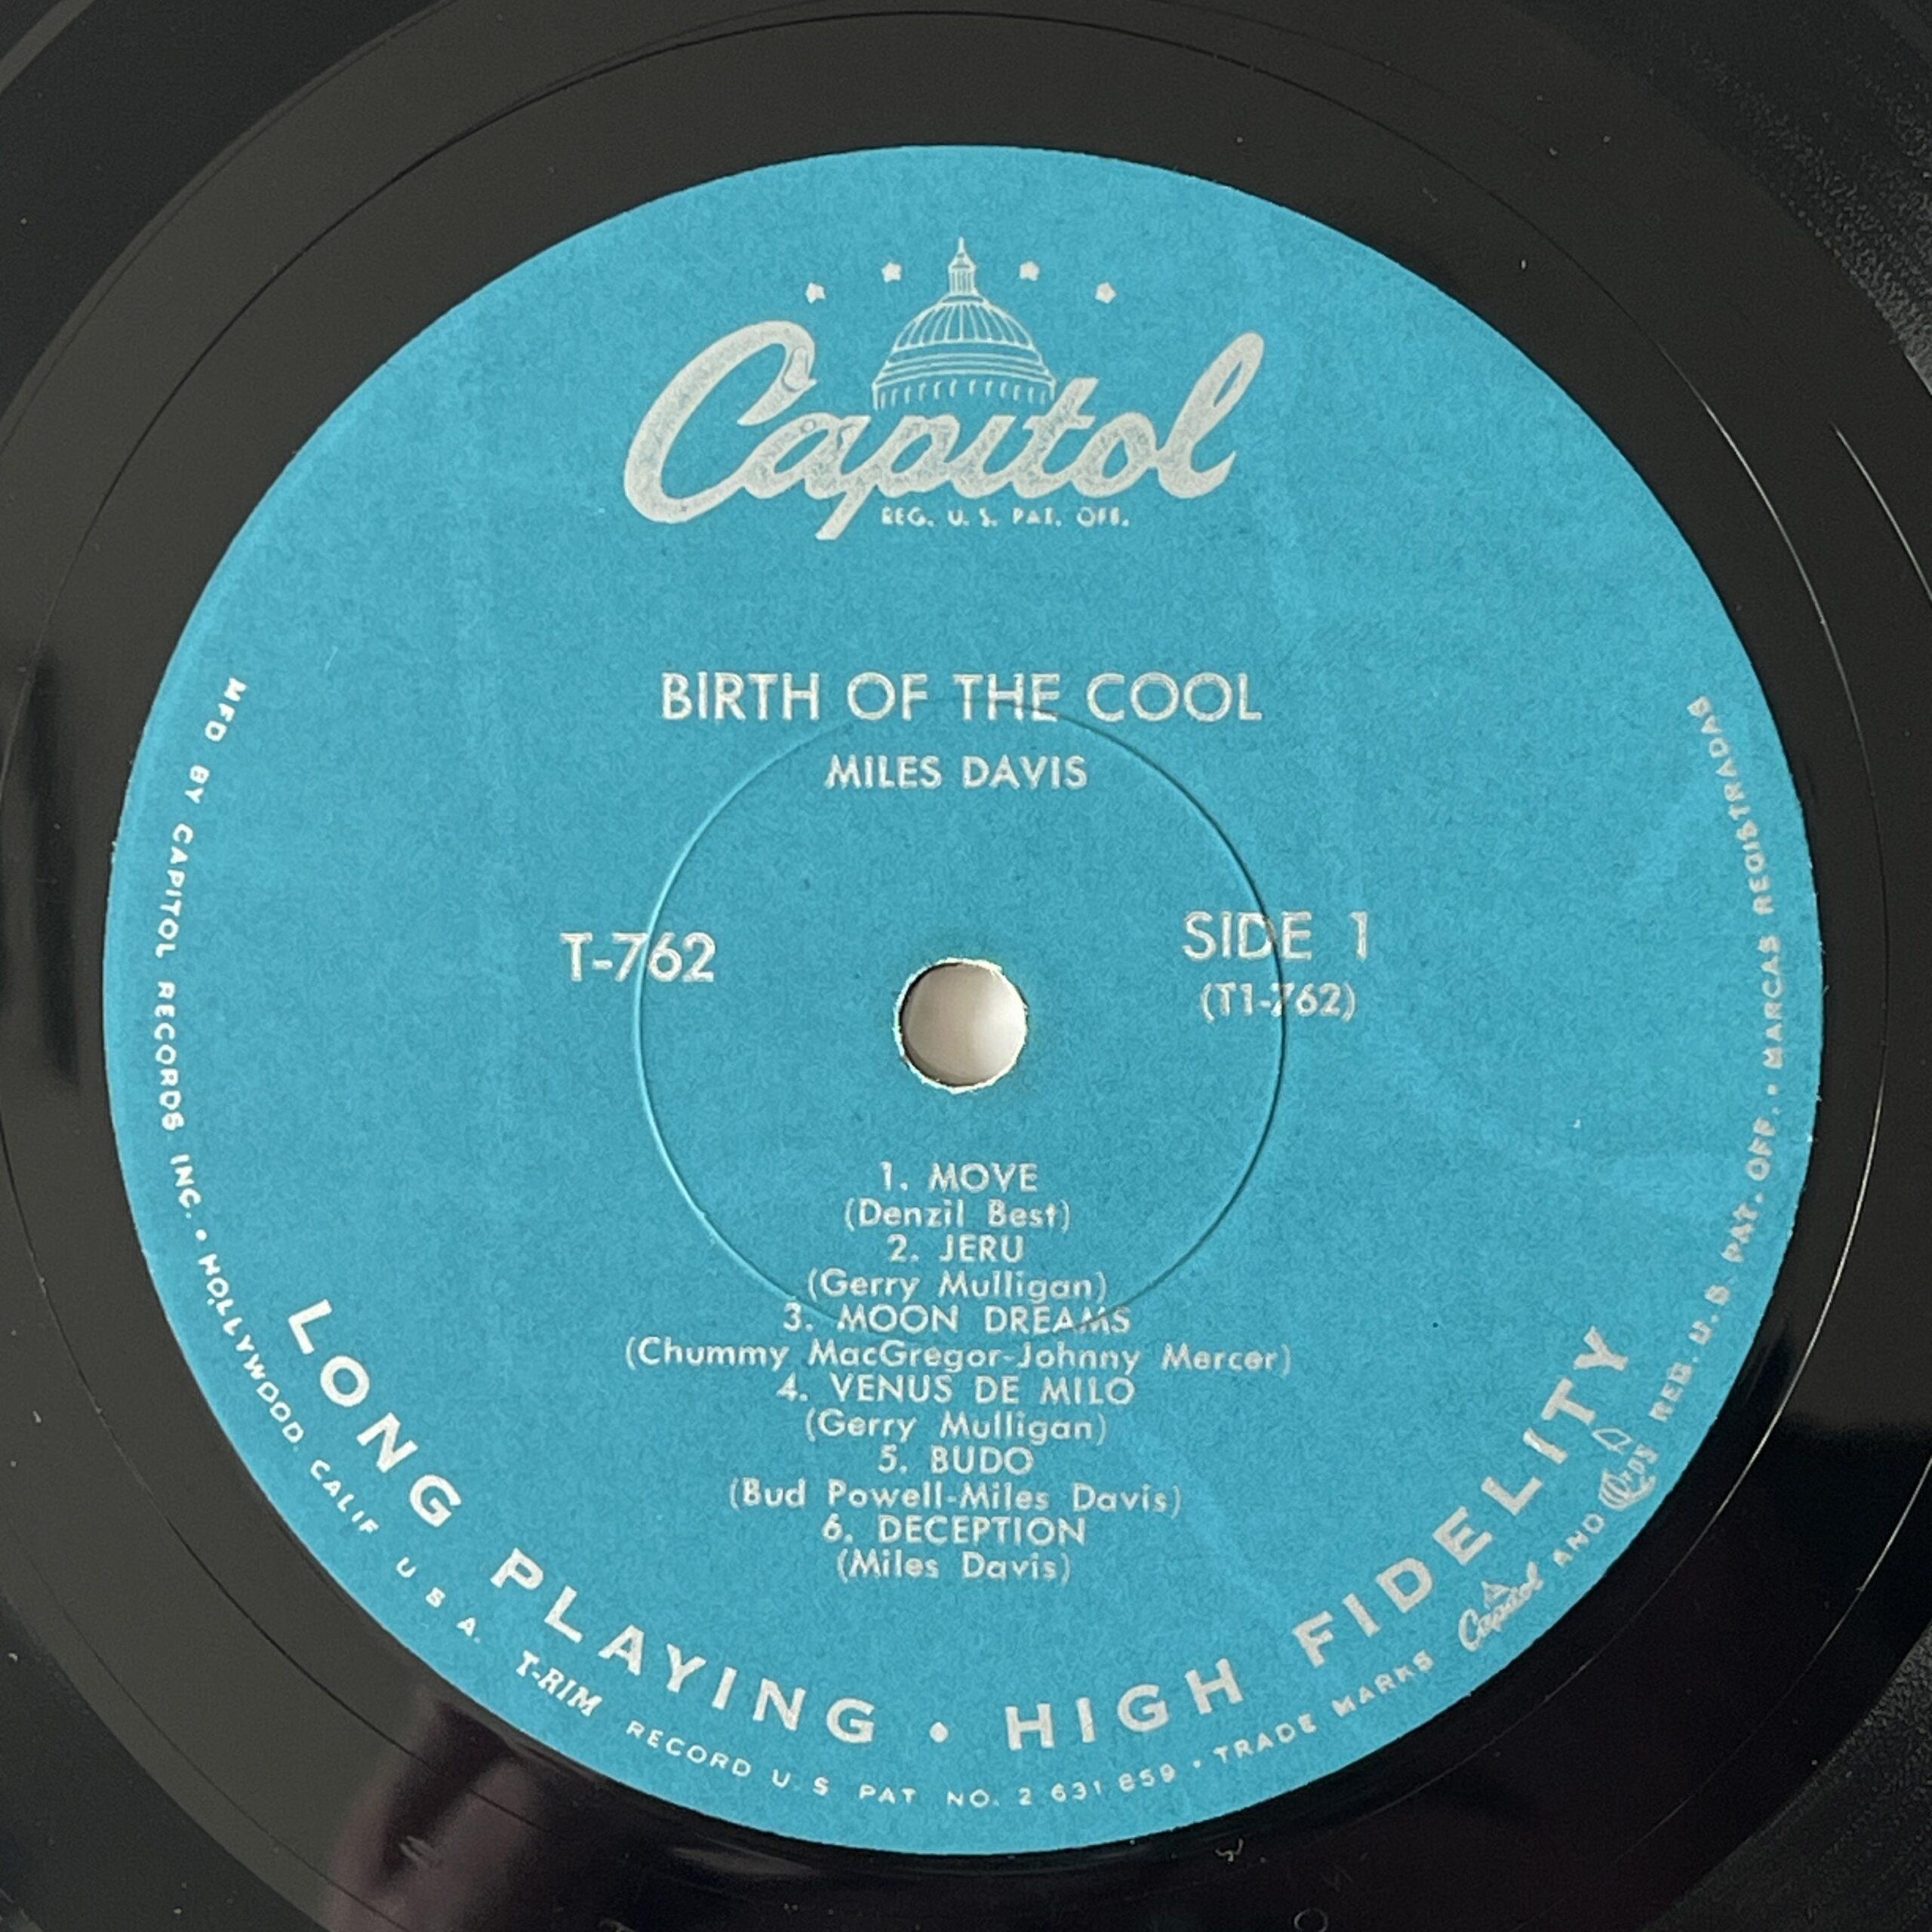 Capitol
REG. U. S. PAT. OFF.
BIRTH OF THE COOL
MILES DAVIS
T-762
SIDE 1
(T1-762)
1. MOVE
(Denzil Best)
2. JERU
(Gerry Mulligan)
3. MOON DREAMS
(Chummy MacGregor-Johnny Mercer)
4. VENUS DE MILO
(Gerry Mulligan)
5. BUDO
(Bud Powell-Miles Davis)
6. DECEPTION
(Miles Davis)
LONG PLAYING • HIGH FIDELITY
MFD BY CAPITOL RECORDS INC. • HOLLYWOOD, CALIF U S A. T-RIM RECORD U. S PAT NO. 2 631 859 • TRADE MARKS Capitol AND REG. U. S PAT. OFF. • MARCAS REGISTRADAS